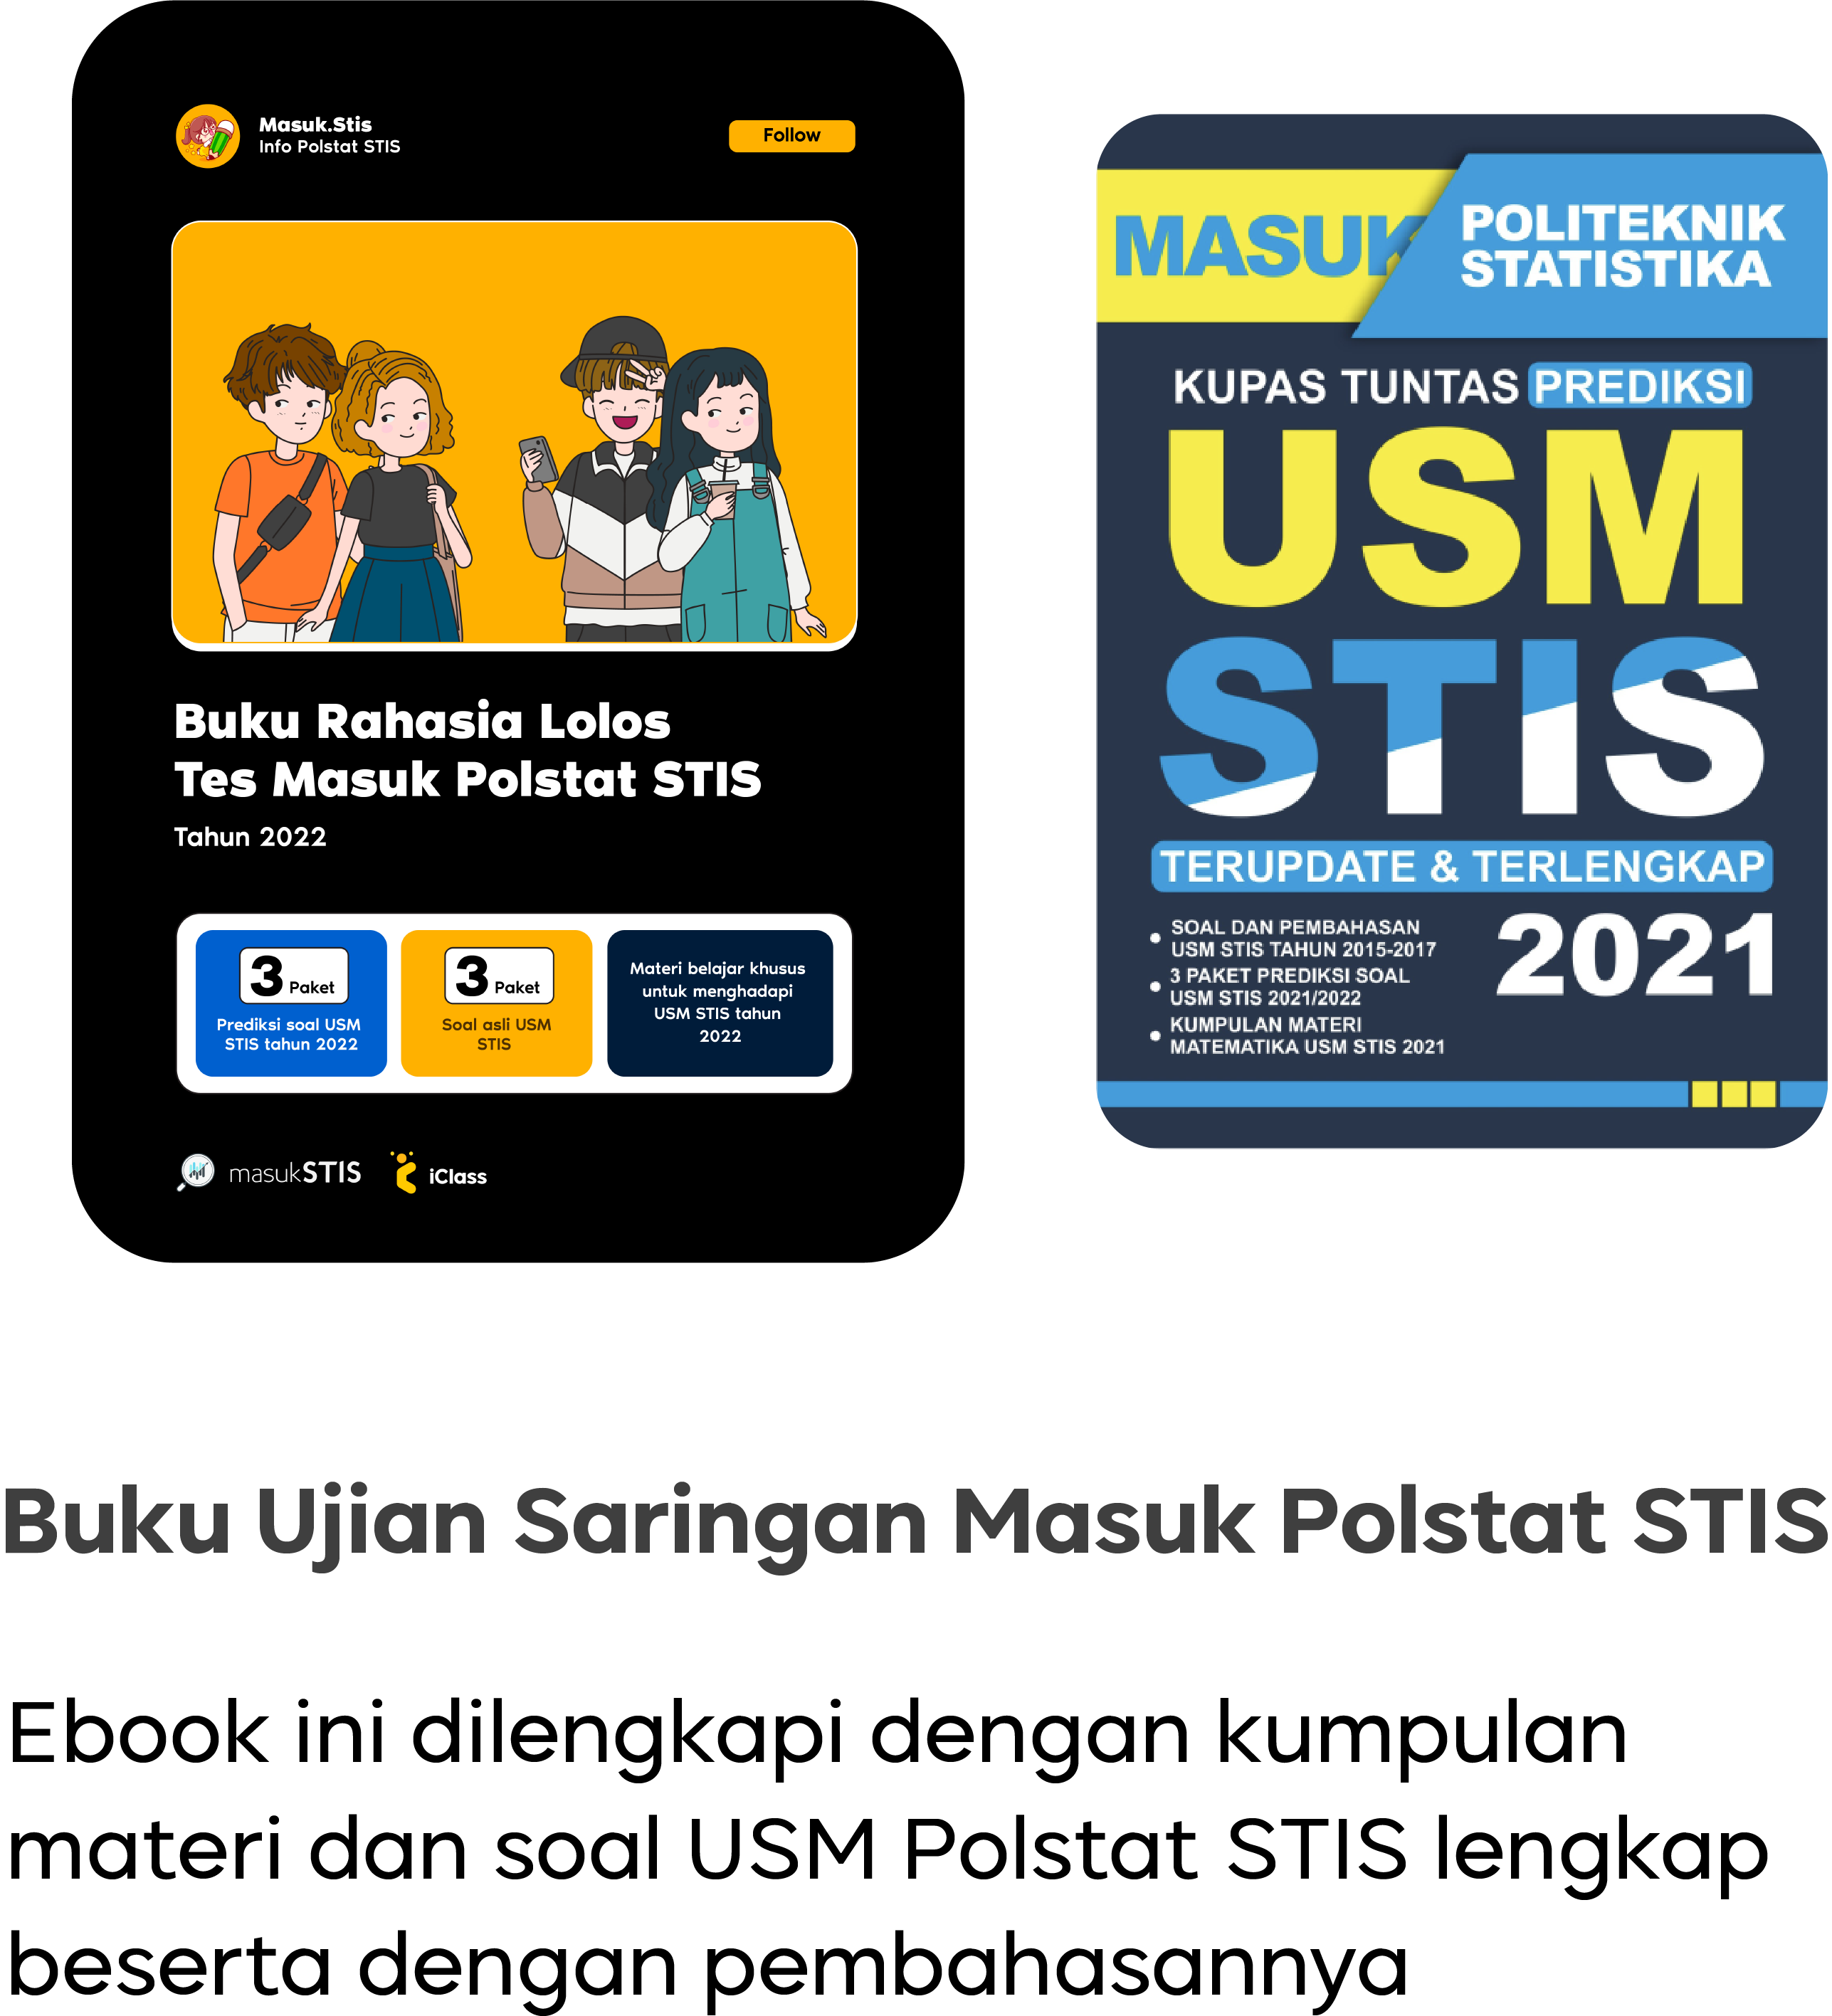 Masuk.Stis
Info Polstat STIS
Follow
Buku Rahasia Lolos
Tes Masuk Polstat STIS
Tahun 2022
3 Paket
Prediksi soal USM
STIS tahun 2022
3 Paket
Soal asli USM
STIS
Materi belajar khusus
untuk menghadapi
USM STIS tahun
2022
masukSTIS
iClass
MASUK
POLITEKNIK
STATISTIKA
KUPAS TUNTAS PREDIKSI
USM
STIS
TERUPDATE & TERLENGKAP
• SOAL DAN PEMBAHASAN
USM STIS TAHUN 2015-2017
• 3 PAKET PREDIKSI SOAL
USM STIS 2021/2022
• KUMPULAN MATERI
MATEMATIKA USM STIS 2021
2021
Buku Ujian Saringan Masuk Polstat STIS
Ebook ini dilengkapi dengan kumpulan
materi dan soal USM Polstat STIS lengkap
beserta dengan pembahasannya